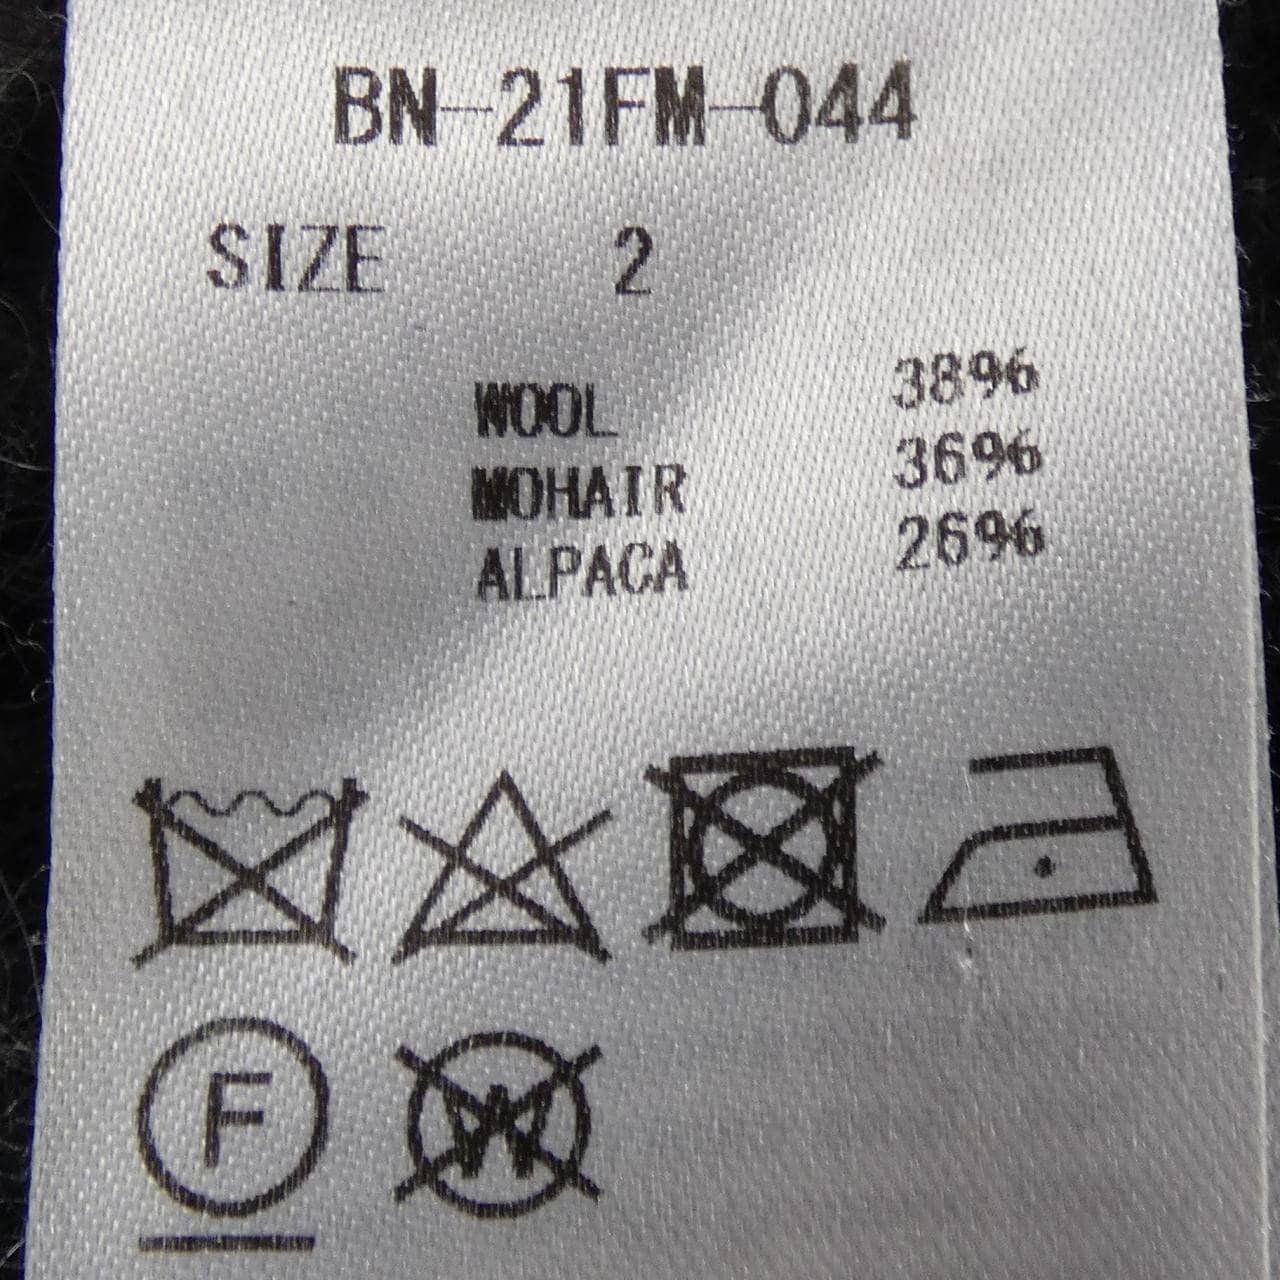 BN-21FM-044
SIZE 2
WOOL 38%
MOHAIR 36%
ALPACA 26%
F W